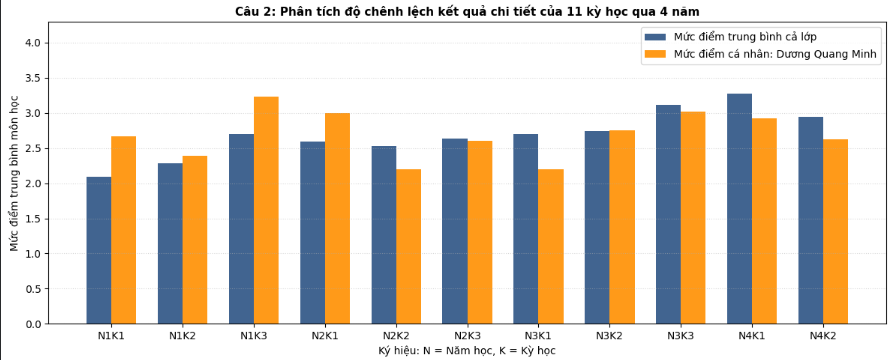 Câu 2: Phân tích độ chênh lệch kết quả chi tiết của 11 kỳ học qua 4 năm
Mức điểm trung bình cả lớp
Mức điểm cá nhân: Dương Quang Minh
Mức điểm trung bình môn học
4.0
3.5
3.0
2.5
2.0
1.5
1.0
0.5
0.0
N1K1 N1K2 N1K3 N2K1 N2K2 N2K3 N3K1 N3K2 N3K3 N4K1 N4K2
Ký hiệu: N = Năm học, K = Kỳ học